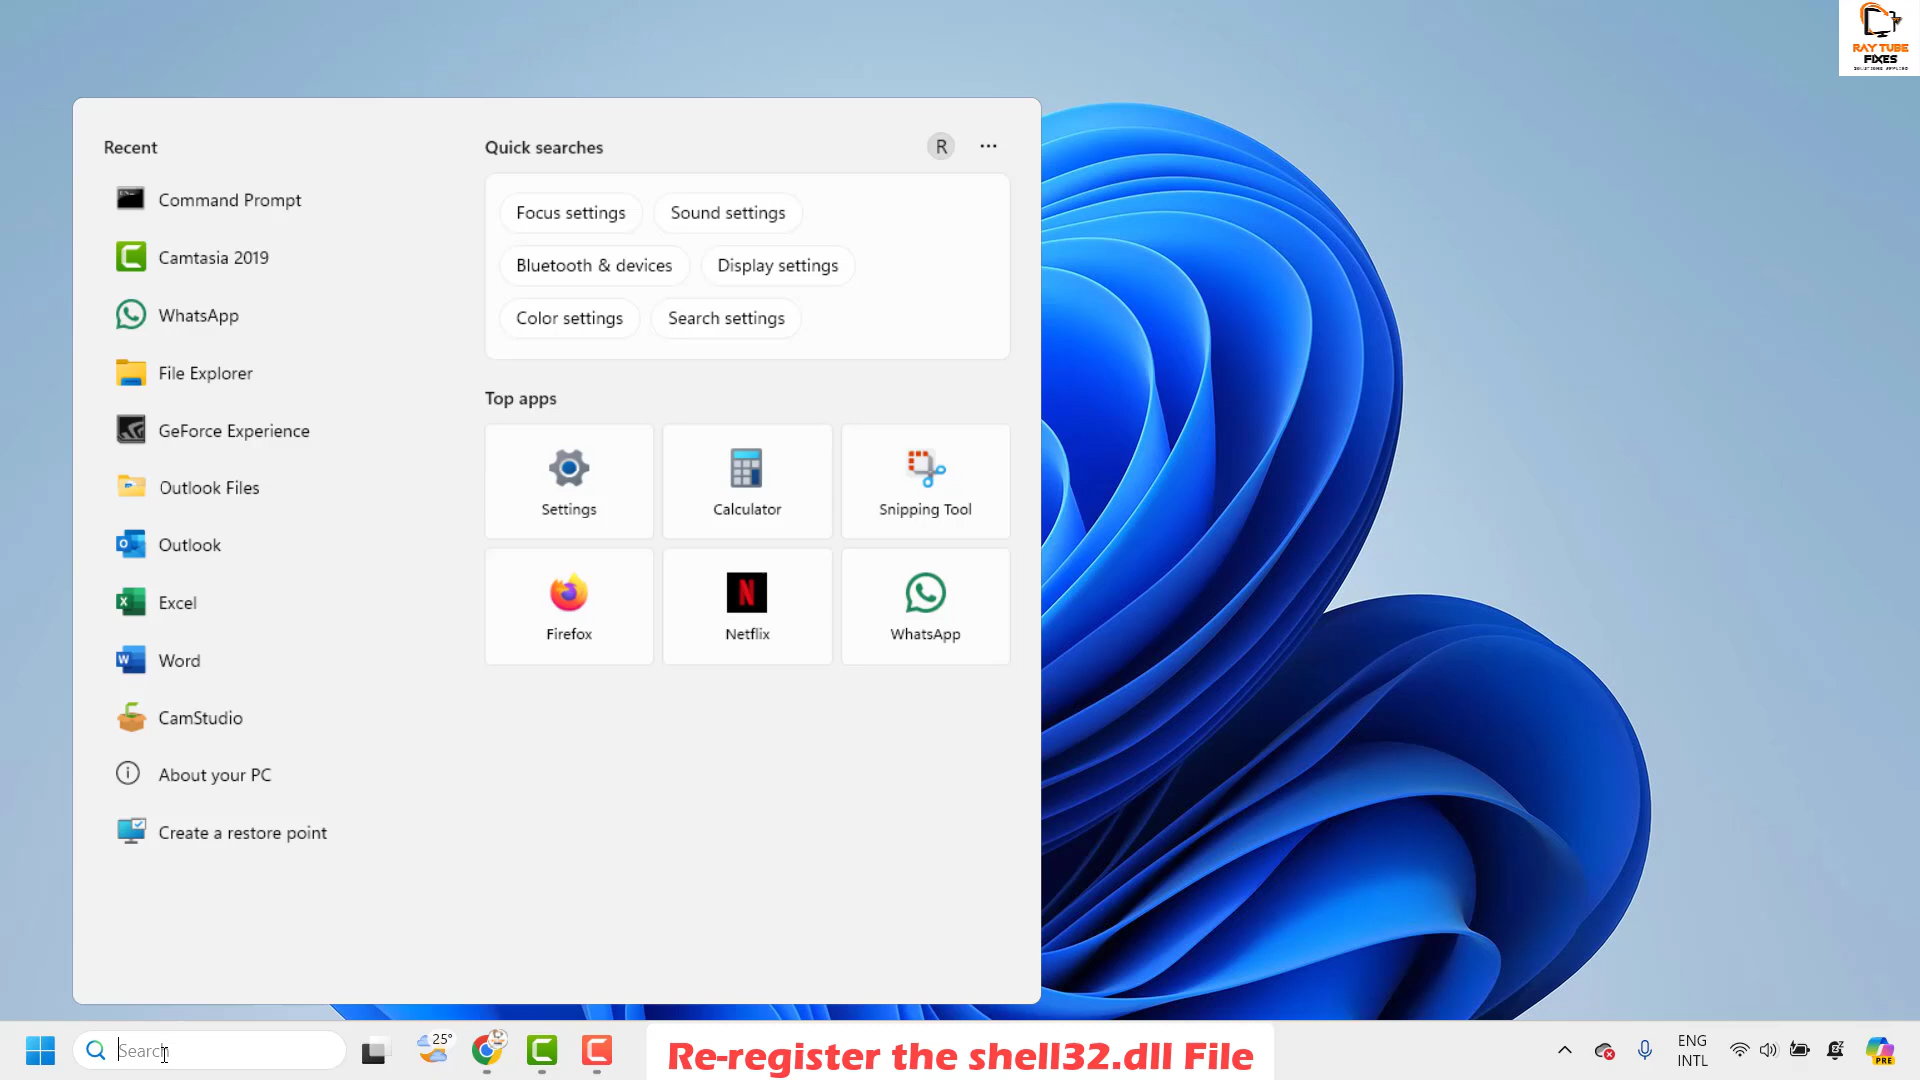 RAY TUBE
FIXES
Recent
Command Prompt
Camtasia 2019
WhatsApp
File Explorer
GeForce Experience
Outlook Files
Outlook
Excel
Word
CamStudio
About your PC
Create a restore point
Quick searches
R
Focus settings
Sound settings
Bluetooth & devices
Display settings
Color settings
Search settings
Top apps
Settings
Calculator
Snipping Tool
Firefox
Netflix
WhatsApp
Search
25°
Re-register the shell32.dll File
ENG
INTL
PRE